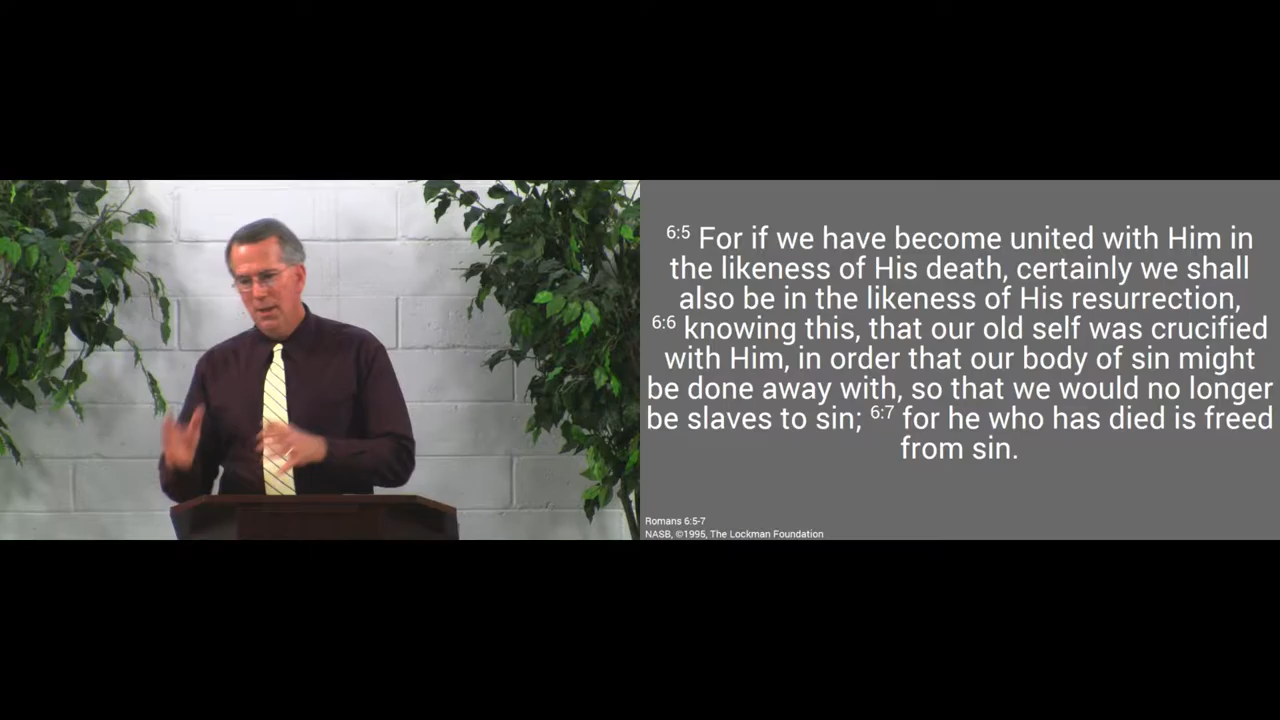 6:5 For if we have become united with Him in
the likeness of His death, certainly we shall
also be in the likeness of His resurrection,
6:6 knowing this, that our old self was crucified
with Him, in order that our body of sin might
be done away with, so that we would no longer
be slaves to sin; 6:7 for he who has died is freed
from sin.
Romans 6:5-7
NASB, ©1995, The Lockman Foundation